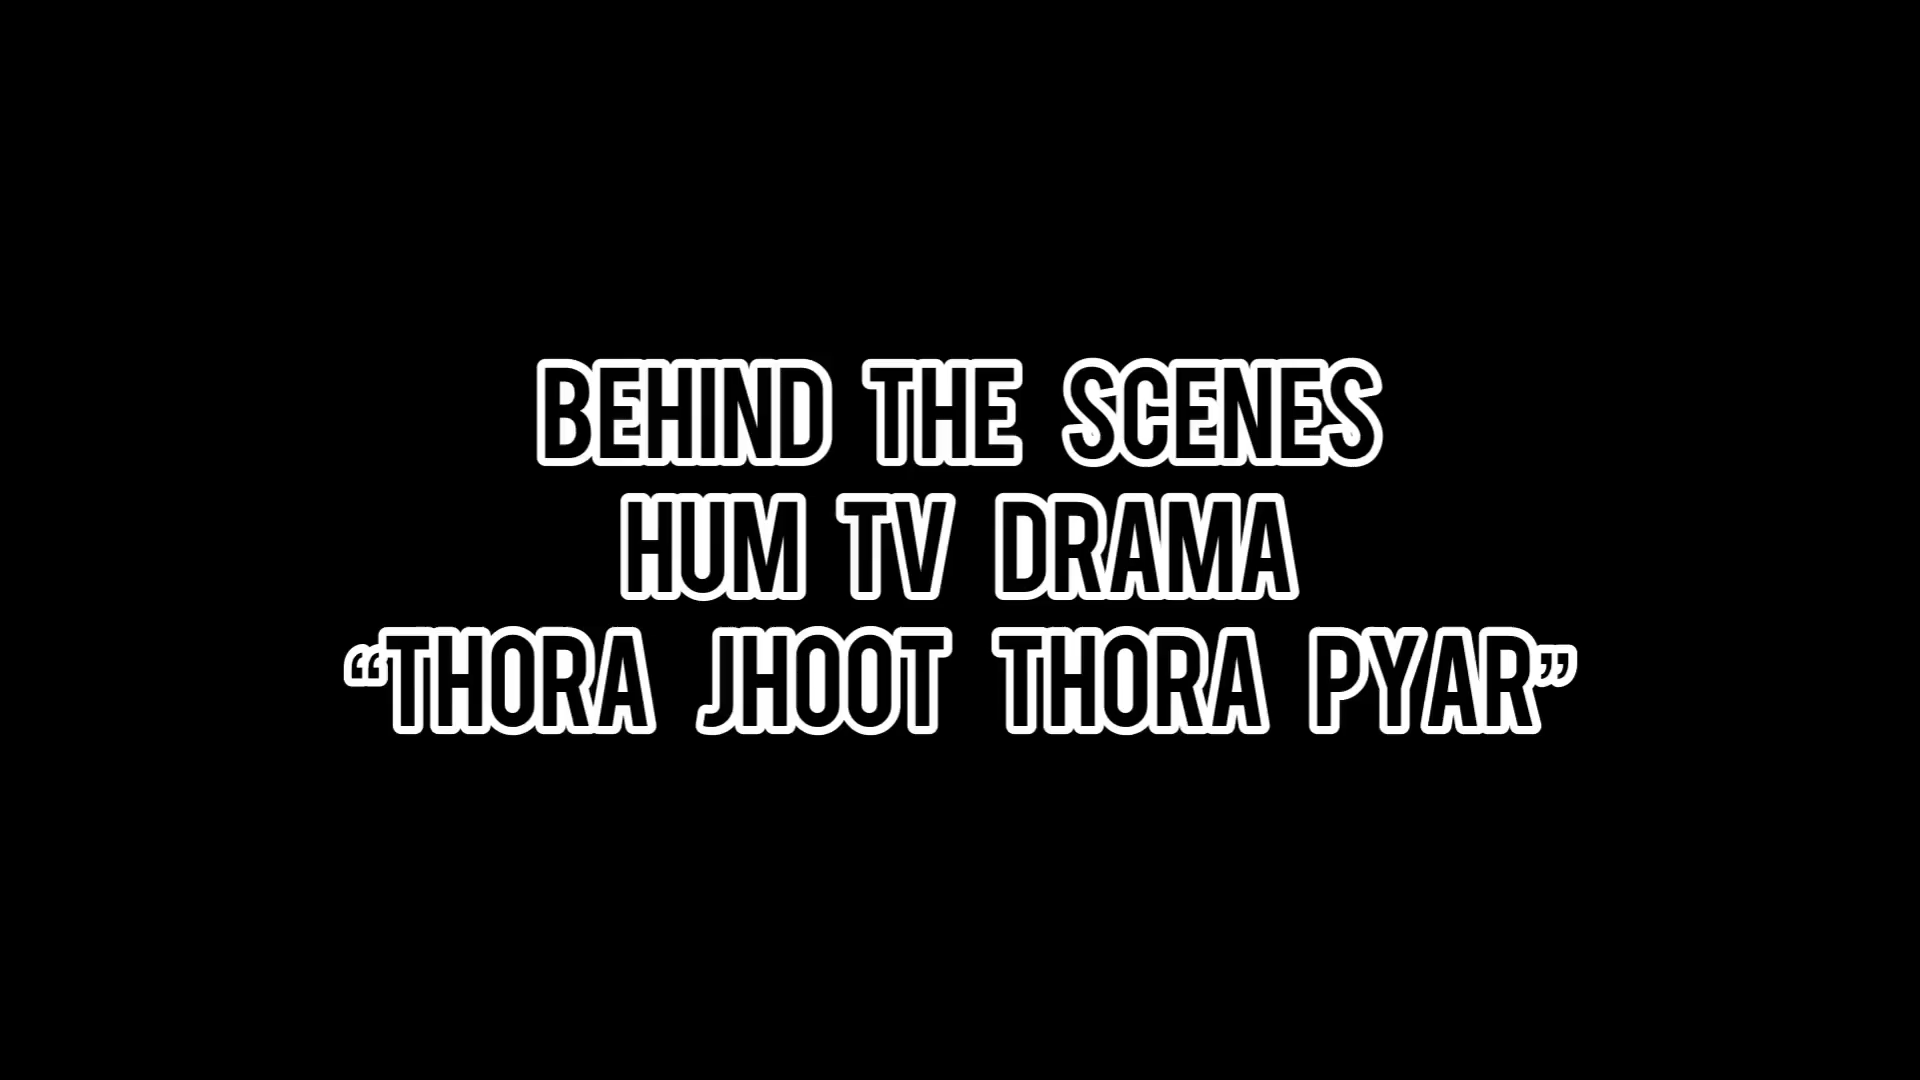 BEHIND THE SCENES
HUM TV DRAMA
“THORA JHOOT THORA PYAR”